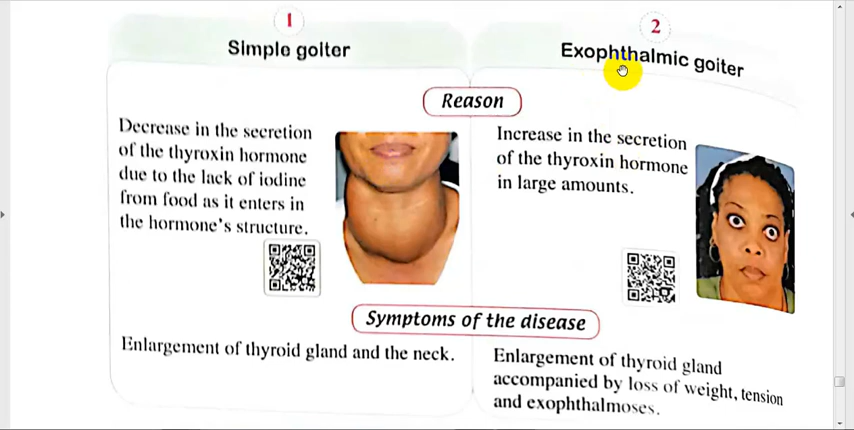 1
Simple goiter
2
Exophthalmic goiter
Reason
Decrease in the secretion
of the thyroxin hormone
due to the lack of iodine
from food as it enters in
the hormone's structure.
Increase in the secretion
of the thyroxin hormone
in large amounts.
Symptoms of the disease
Enlargement of thyroid gland and the neck.
Enlargement of thyroid gland
accompanied by loss of weight, tension
and exophthalmoses.